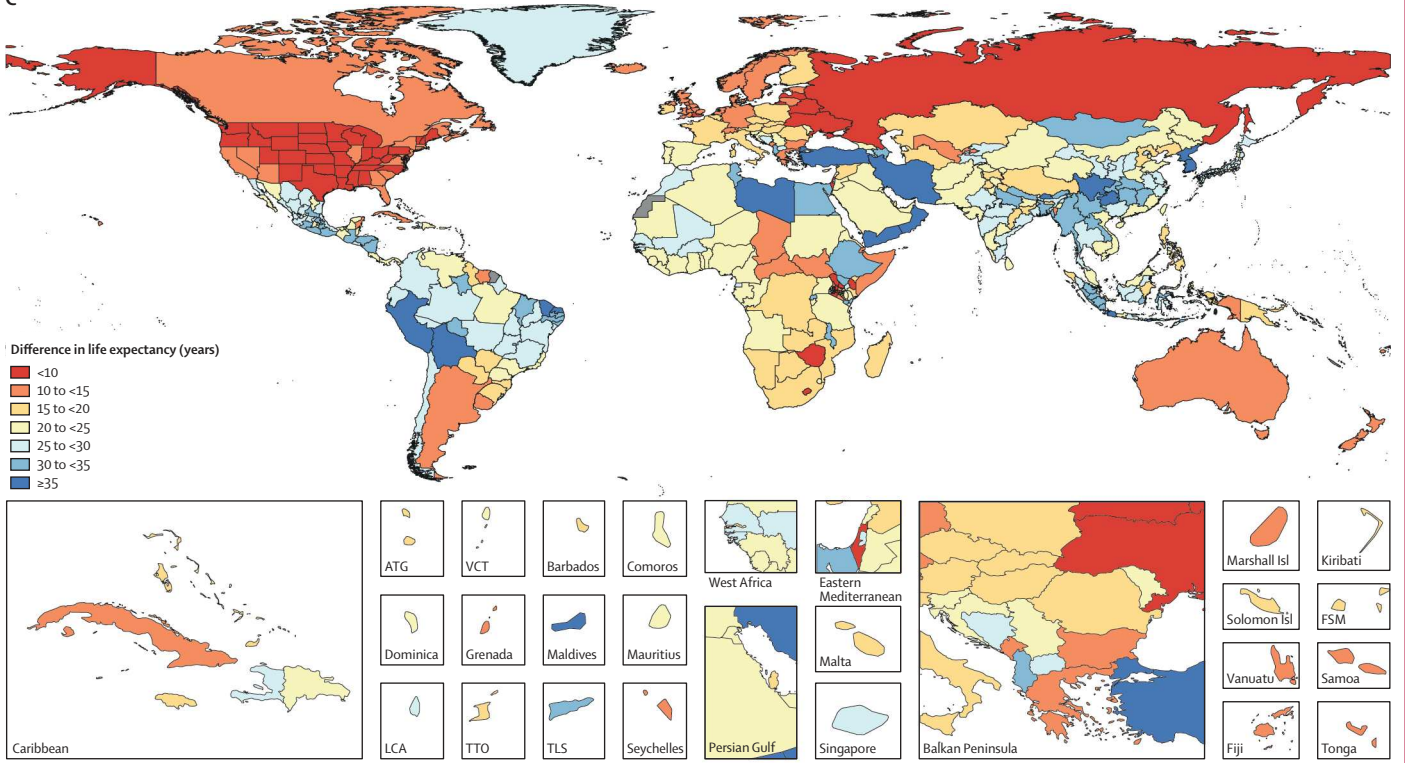 Difference in life expectancy (years)
<10
10 to <15
15 to <20
20 to <25
25 to <30
30 to <35
≥35
Caribbean
ATG
VCT
Barbados
Comoros
West Africa
Eastern
Mediterranean
Marshall Isl
Kiribati
Dominica
Grenada
Maldives
Mauritius
Malta
Solomon Isl
FSM
Vanuatu
Samoa
LCA
TTO
TLS
Seychelles
Persian Gulf
Singapore
Balkan Peninsula
Fiji
Tonga